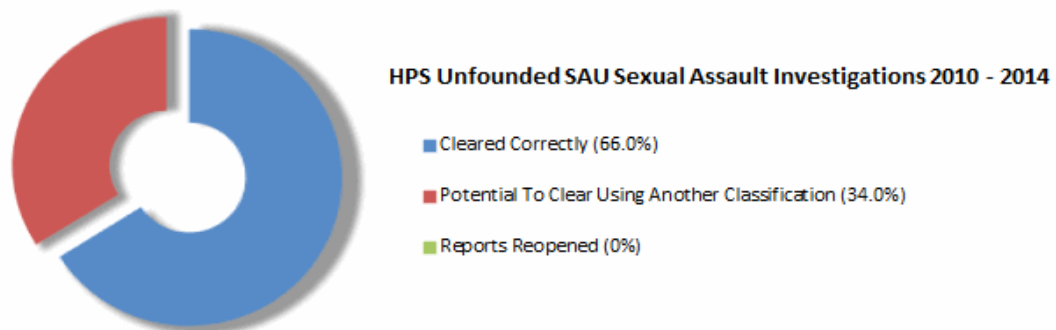 HPS Unfounded SAU Sexual Assault Investigations 2010 - 2014
Cleared Correctly (66.0%)
Potential To Clear Using Another Classification (34.0%)
Reports Reopened (0%)